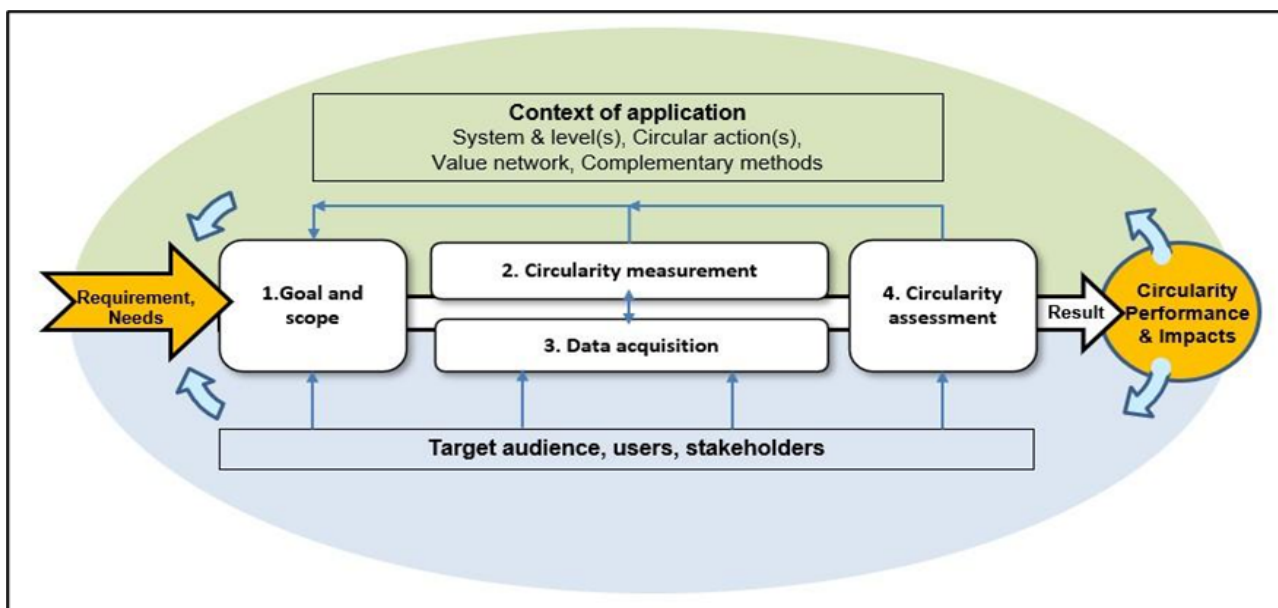 Context of application
System & level(s), Circular action(s),
Value network, Complementary methods
Requirement,
Needs
1.Goal and
scope
2. Circularity measurement
3. Data acquisition
4. Circularity
assessment
Result
Circularity
Performance
& Impacts
Target audience, users, stakeholders